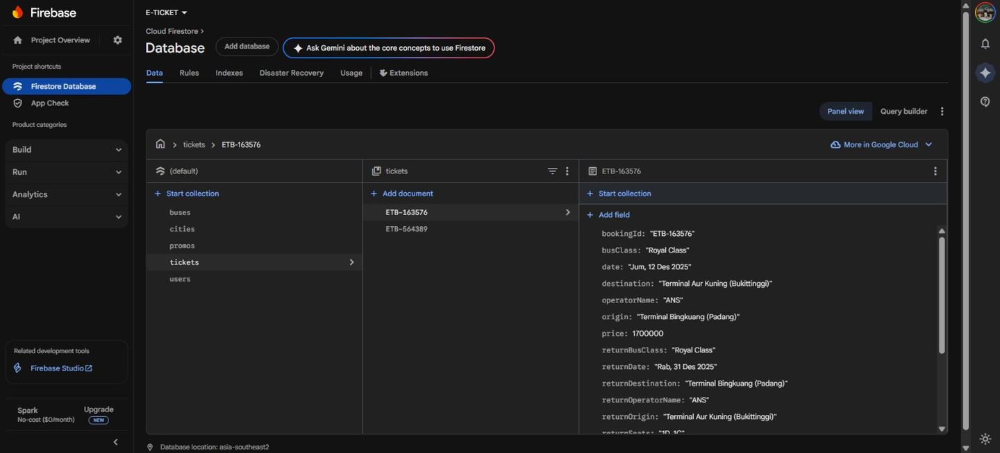 Firebase
E-TICKET
Project Overview
Cloud Firestore
Database
Add database
Ask Gemini about the core concepts to use Firestore
Project shortcuts
Data Rules Indexes Disaster Recovery Usage Extensions
Firestore Database
App Check
Product categories
Build
Run
Analytics
AI
Panel view
Query builder
tickets
ETB-163576
More in Google Cloud
(default)
Start collection
buses
cities
promos
tickets
users
tickets
Add document
ETB-163576
ETB-564389
ETB-163576
Start collection
Add field
bookingId: "ETB-163576"
busClass: "Royal Class"
date: "Jum, 12 Des 2025"
destination: "Terminal Aur Kuning (Bukittinggi)"
operatorName: "ANS"
origin: "Terminal Bingkuang (Padang)"
price: 1700000
returnBusClass: "Royal Class"
returnDate: "Rab, 31 Des 2025"
returnDestination: "Terminal Bingkuang (Padang)"
returnOperatorName: "ANS"
returnOrigin: "Terminal Aur Kuning (Bukittinggi)"
returnSeats: "1D, 1C"
Related development tools
Firebase Studio
Spark
No-cost ($0/month)
Upgrade
NEW
Database location: asia-southeast2